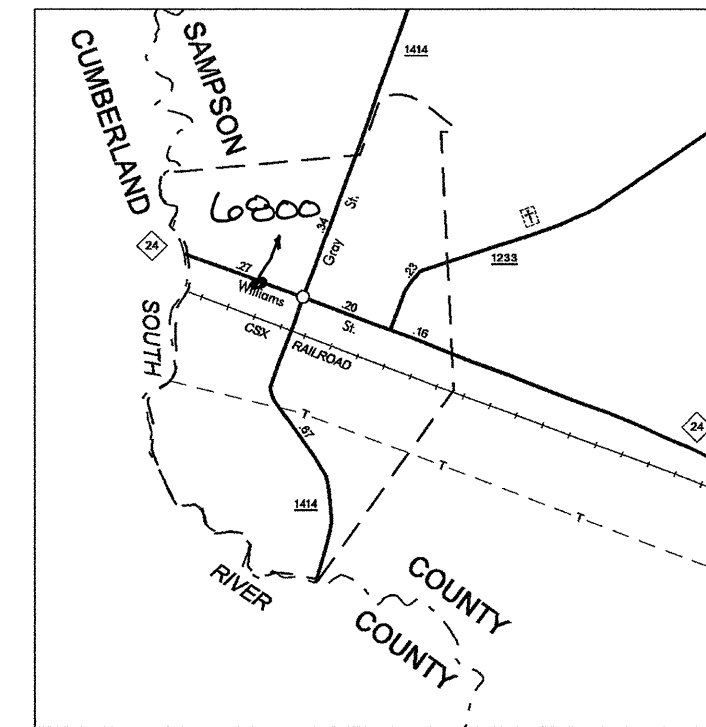 1414
SAMPSON
CUMBERLAND
6800
.34
Gray
St.
24
.27
Williams
.20
St.
.16
.23
1233
CSX
RAILROAD
SOUTH
T
.67
T
T
24
1414
RIVER
COUNTY
COUNTY